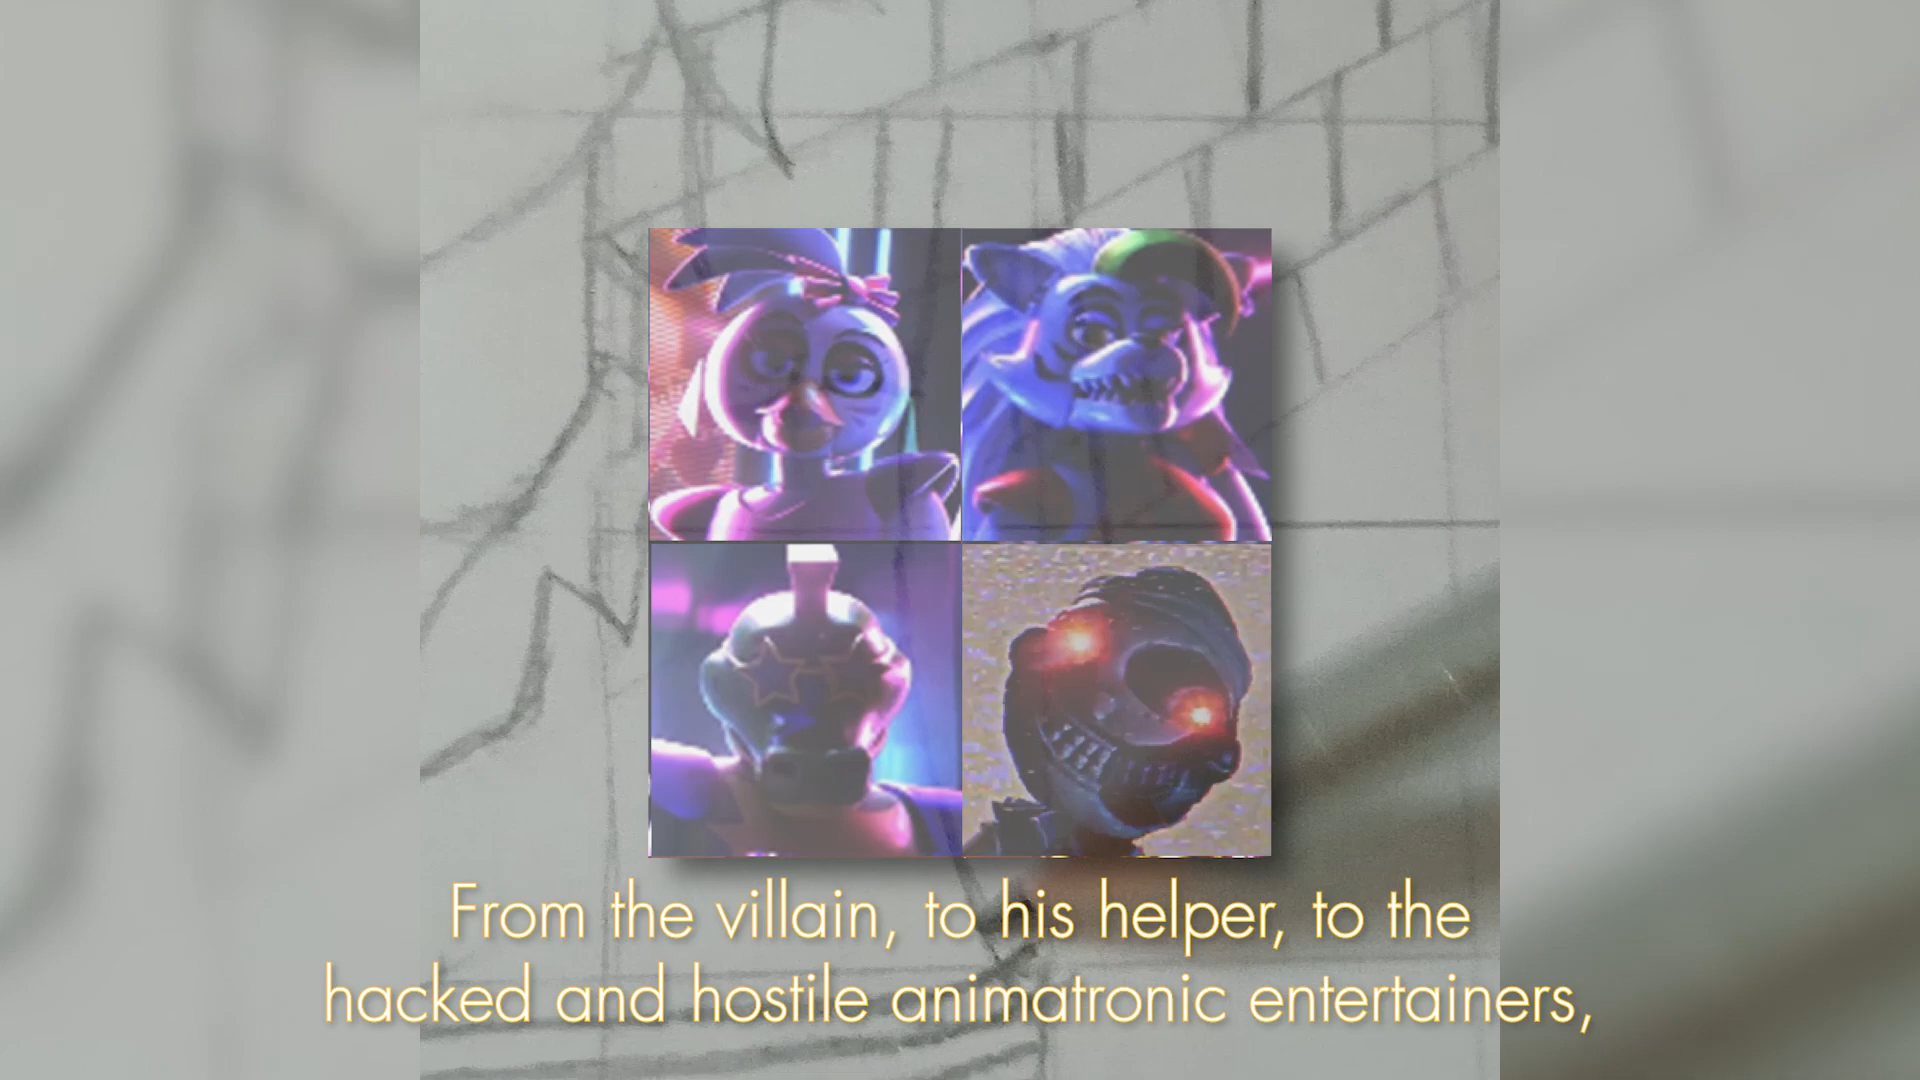 From the villain, to his helper, to the
hacked and hostile animatronic entertainers,